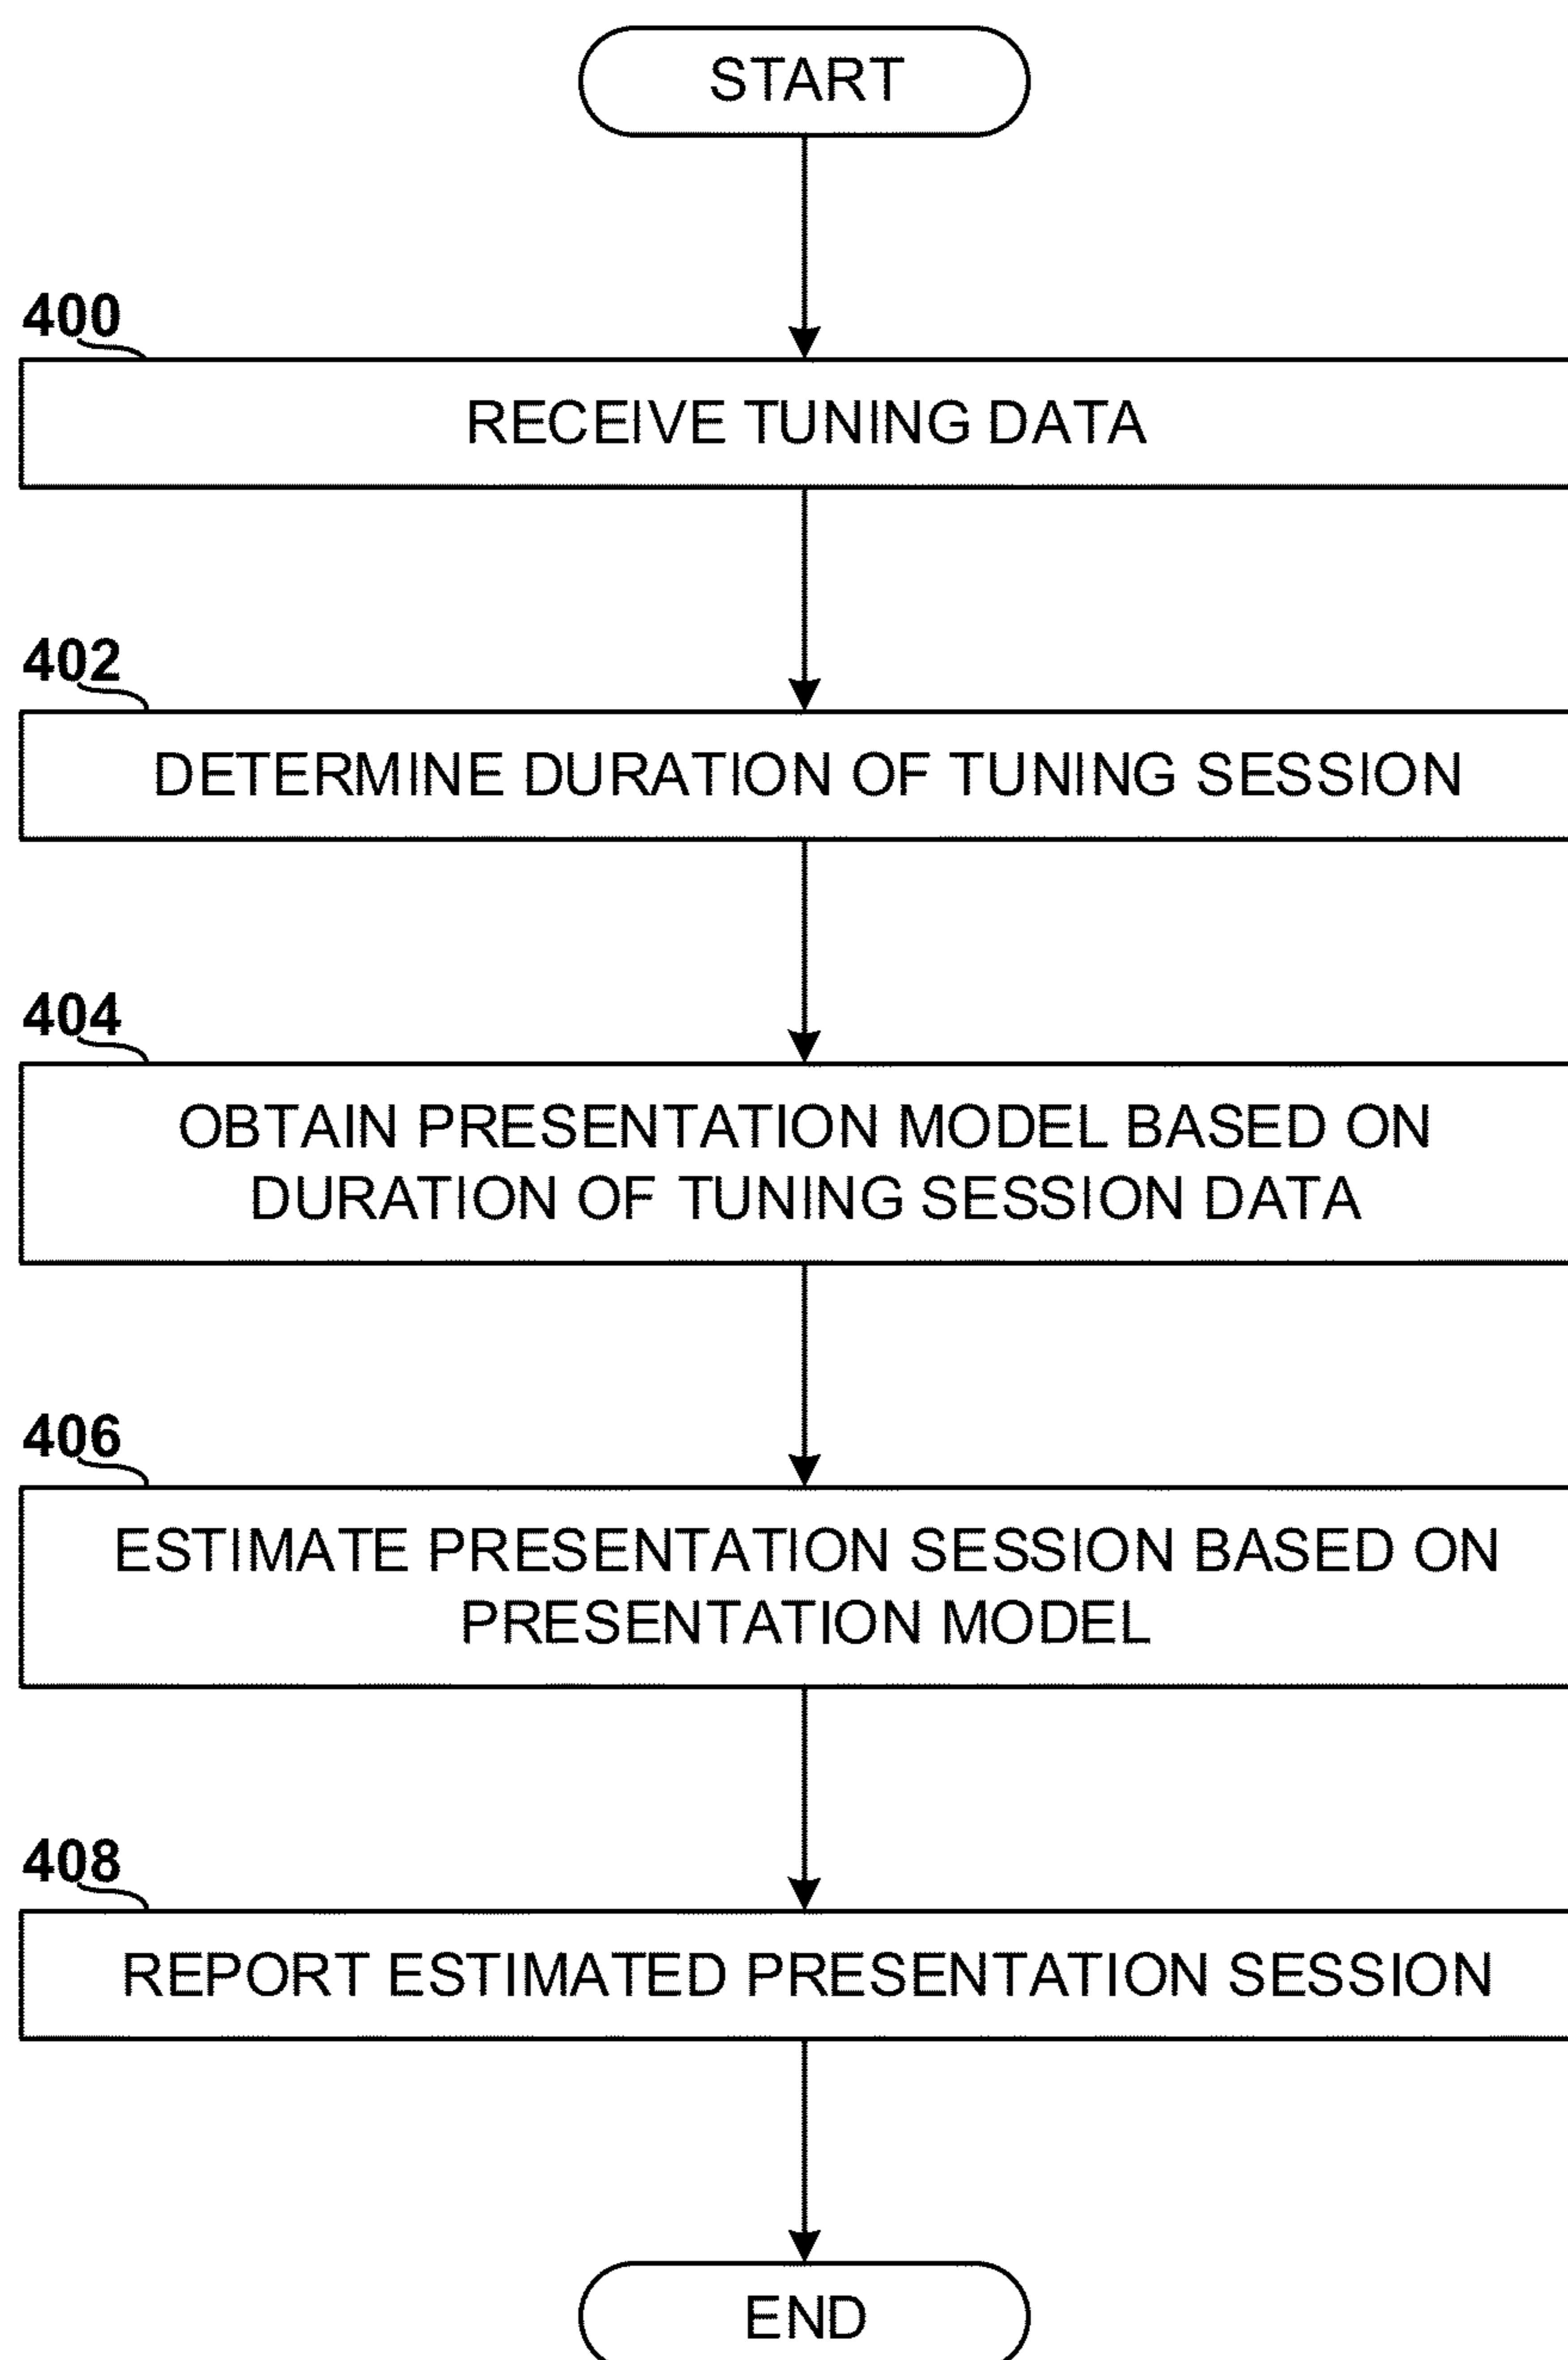 START
400
RECEIVE TUNING DATA
402
DETERMINE DURATION OF TUNING SESSION
404
OBTAIN PRESENTATION MODEL BASED ON
DURATION OF TUNING SESSION DATA
406
ESTIMATE PRESENTATION SESSION BASED ON
PRESENTATION MODEL
408
REPORT ESTIMATED PRESENTATION SESSION
END